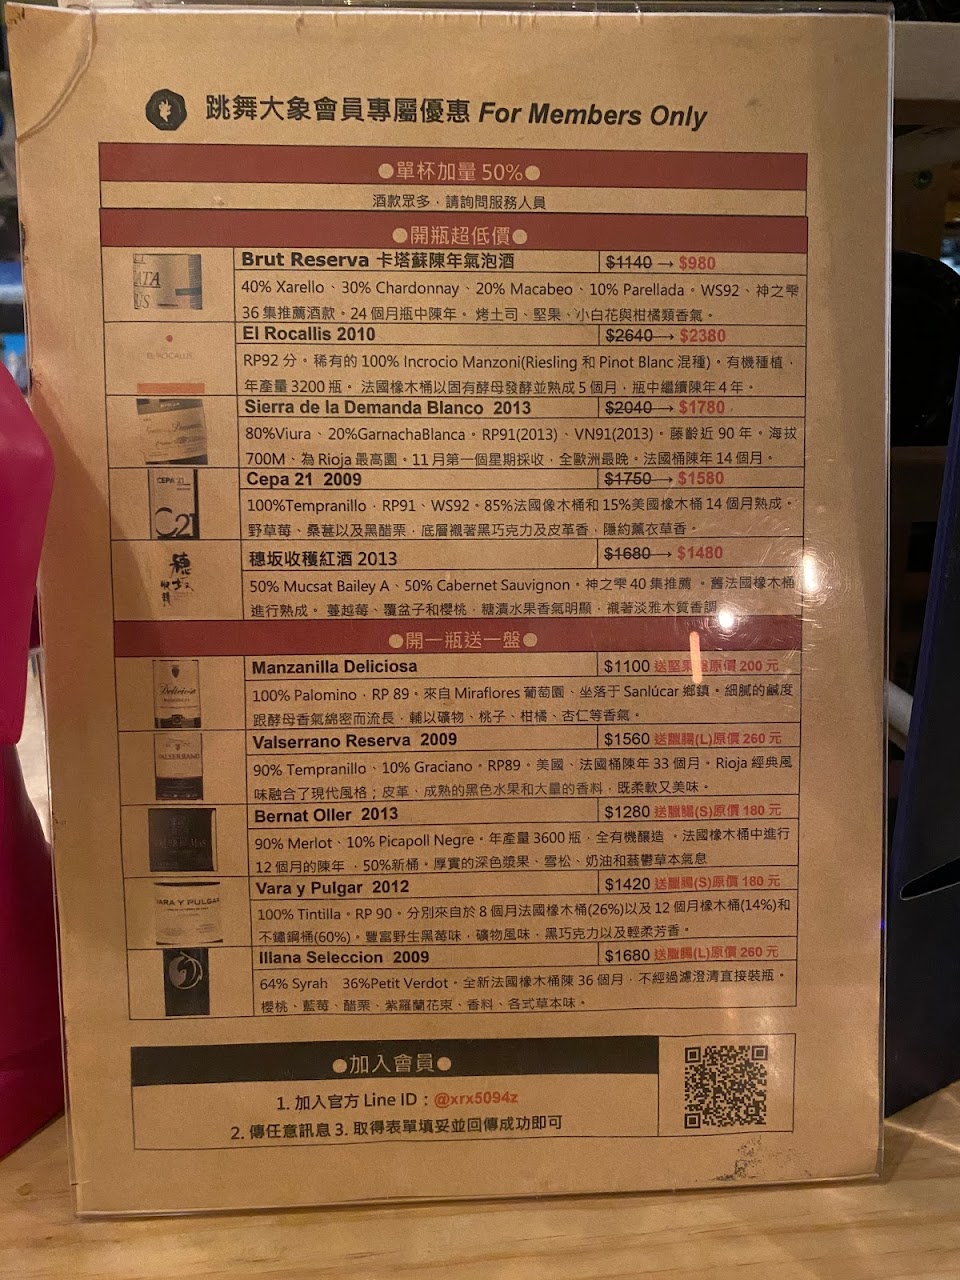 跳舞大象會員專屬優惠 For Members Only
●單杯加量 50%●
酒款眾多，請詢問服務人員
●開瓶超低價●
Brut Reserva 卡塔蘇陳年氣泡酒 $1140 → $980
40% Xarello、30% Chardonnay、20% Macabeo、10% Parellada。WS92、神之雫
36 集推薦酒款。24 個月瓶中陳年。 烤土司、堅果、小白花與柑橘類香氣。
EL ROCALLIS
El Rocallis 2010 $2640 → $2380
RP92 分。稀有的 100% Incrocio Manzoni(Riesling 和 Pinot Blanc 混種)。有機種植，
年產量 3200 瓶。 法國橡木桶以固有酵母發酵並熟成 5 個月，瓶中繼續陳年 4 年。
Sierra de la Demanda Blanco 2013 $2040 → $1780
80%Viura、20%GarnachaBlanca。RP91(2013)、VN91(2013)。藤齡近 90 年。海拔
700M、為 Rioja 最高園。11 月第一個星期採收，全歐洲最晚。法國桶陳年 14 個月。
CEPA 21
C21
Cepa 21 2009 $1750 → $1580
100%Tempranillo，RP91、WS92。85%法國像木桶和 15%美國橡木桶 14 個月熟成。
野草莓、桑葚以及黑醋栗，底層襯著黑巧克力及皮革香，隱約薰衣草香。
穗坂收穫紅酒 2013 $1680 → $1480
50% Mucsat Bailey A、50% Cabernet Sauvignon。神之雫 40 集推薦 。舊法國橡木桶
進行熟成。 蔓越莓、覆盆子和櫻桃，糖漬水果香氣明顯，襯著淡雅木質香調
●開一瓶送一盤●
Deliciosa
Manzanilla Deliciosa $1100 送堅果盤原價 200 元
100% Palomino，RP 89。來自 Miraflores 葡萄園、坐落于 Sanlúcar 鄉鎮。細膩的鹹度
跟酵母香氣綿密而流長，輔以礦物、桃子、柑橘、杏仁等香氣。
VALSERRANO
Valserrano Reserva 2009 $1560 送臘腸(L)原價 260 元
90% Tempranillo、10% Graciano。RP89。美國、法國桶陳年 33 個月。Rioja 經典風
味融合了現代風格；皮革、成熟的黑色水果和大量的香料，既柔軟又美味。
Bernat Oller 2013 $1280 送臘腸(S)原價 180 元
90% Merlot、10% Picapoll Negre。年產量 3600 瓶，全有機釀造 。法國橡木桶中進行
12 個月的陳年 ，50%新桶。厚實的深色漿果、雪松、奶油和蓊鬱草本氣息
VARA Y PULGAR
Vara y Pulgar 2012 $1420 送臘腸(S)原價 180 元
100% Tintilla。RP 90。分別來自於 8 個月法國橡木桶(26%)以及 12 個月橡木桶(14%)和
不鏽鋼桶(60%)。豐富野生黑莓味，礦物風味，黑巧克力以及輕柔芳香。
Illana Seleccion 2009 $1680 送臘腸(L)原價 260 元
64% Syrah 36%Petit Verdot。全新法國橡木桶陳 36 個月，不經過濾澄清直接裝瓶。
櫻桃、藍莓、醋栗、紫羅蘭花束、香料、各式草本味。
●加入會員●
1. 加入官方 Line ID：@xrx5094z
2. 傳任意訊息 3. 取得表單填妥並回傳成功即可